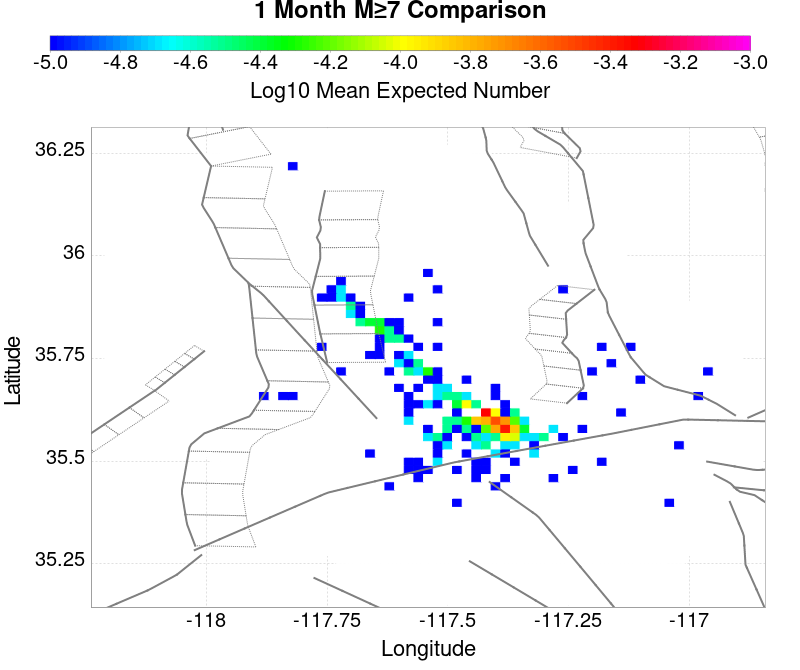 1 Month M≥7 Comparison
-5.0 -4.8 -4.6 -4.4 -4.2 -4.0 -3.8 -3.6 -3.4 -3.2 -3.0
Log10 Mean Expected Number
36.25
36
35.75
35.5
35.25
Latitude
-118 -117.75 -117.5 -117.25 -117
Longitude